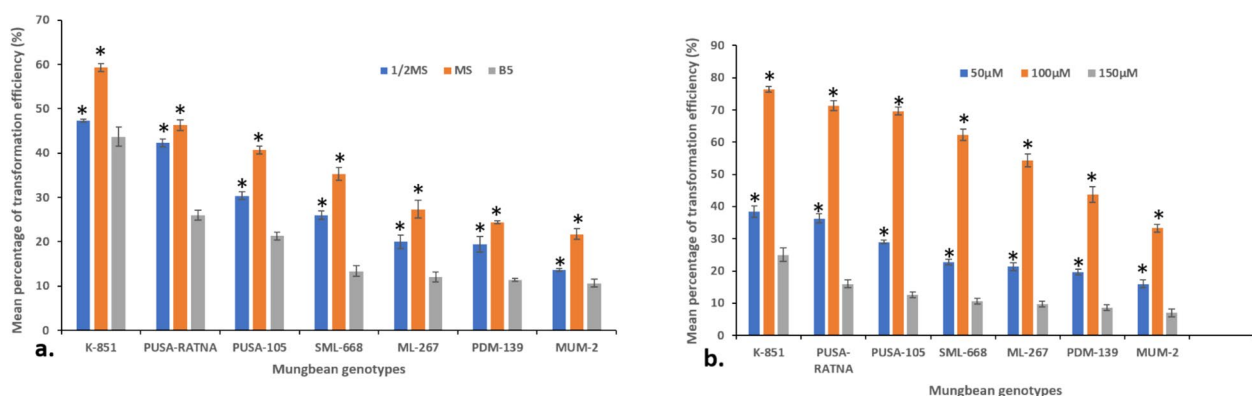 Mean percentage of transformation efficiency (%)
70
60
50
40
30
20
10
0
1/2MS MS B5
* * * * * * * * * * * * * *
K-851 PUSA-RATNA PUSA-105 SML-668 ML-267 PDM-139 MUM-2
a.
Mungbean genotypes
Mean percentage of transformation efficiency (%)
90
80
70
60
50
40
30
20
10
0
50µM 100µM 150µM
* * * * * * * * * * * * * *
K-851 PUSA- PUSA-105 SML-668 ML-267 PDM-139 MUM-2
RATNA
b.
Mungbean genotypes